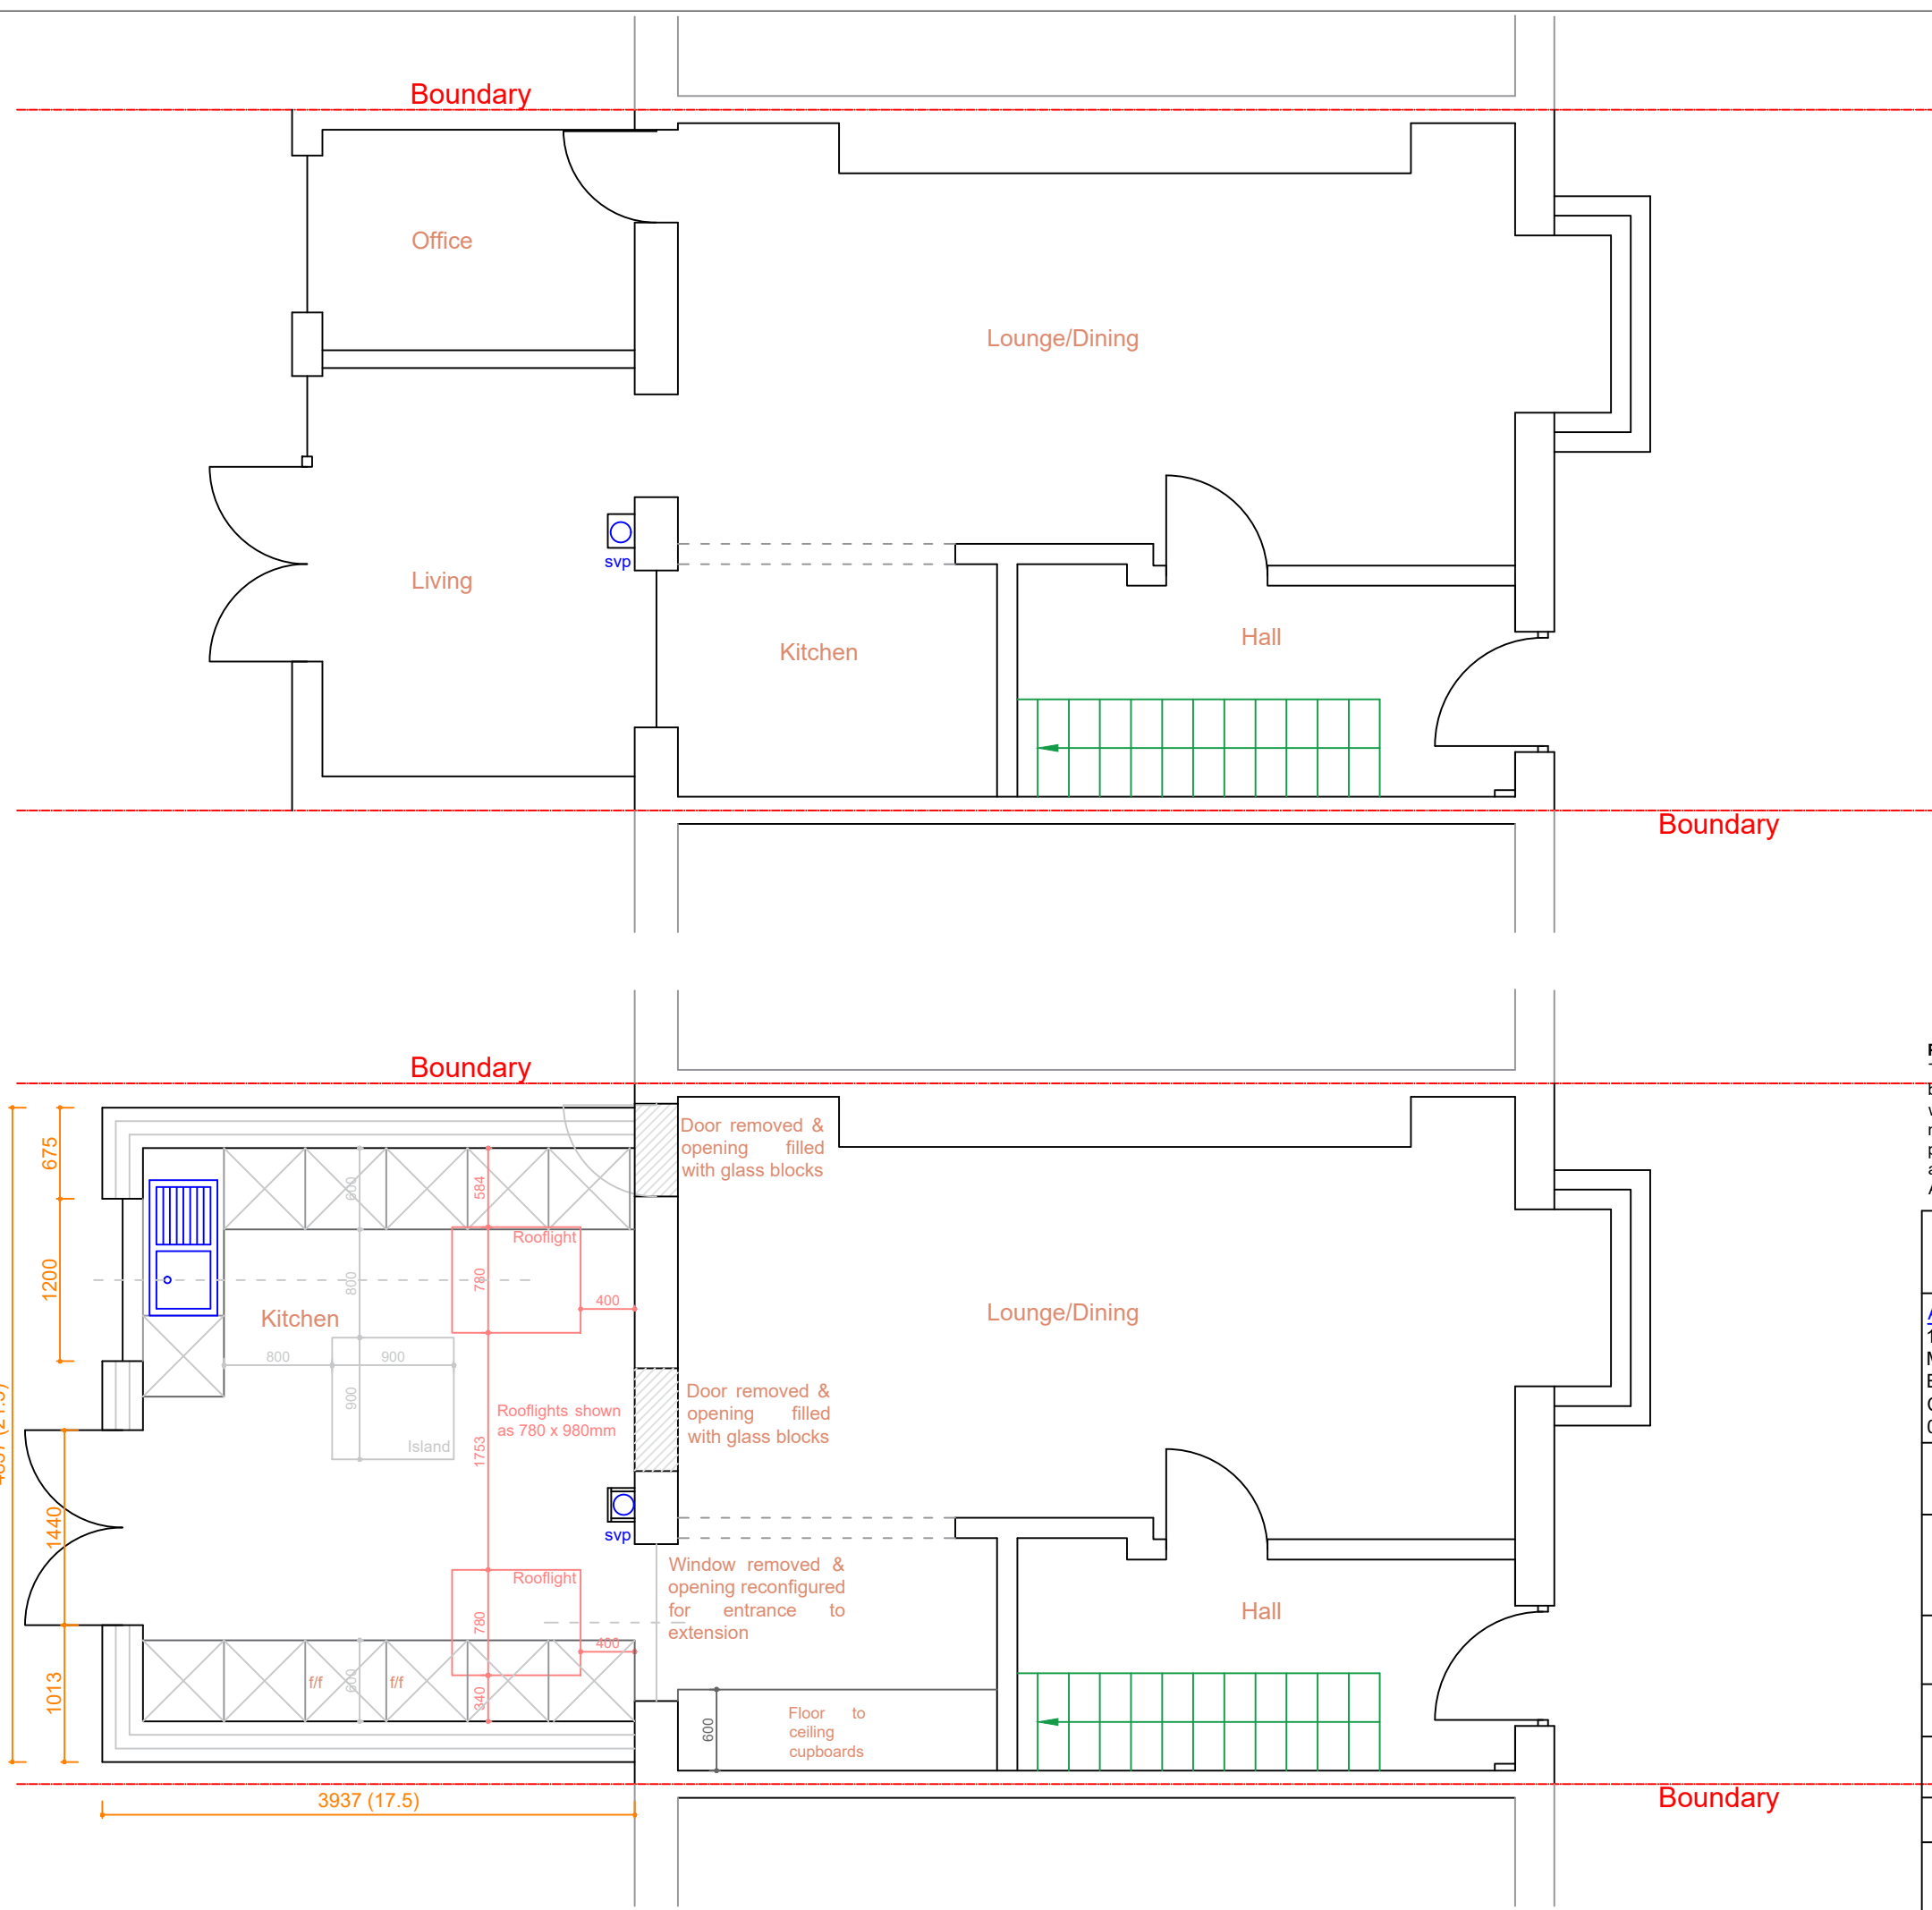 Boundary
Office
Lounge/Dining
svp
Living
Hall
Kitchen
Boundary
Boundary
675
1200
1440
1013
3937 (17.5)
600
800
800
900
900
Island
Kitchen
584
780
1753
780
340
Rooflight
400
Rooflights shown
as 780 x 980mm
Rooflight
400
svp
f/f
600
f/f
Door removed &
opening filled
with glass blocks
Door removed &
opening filled
with glass blocks
Window removed &
opening reconfigured
for entrance to
extension
Lounge/Dining
Hall
600
Floor to
ceiling
cupboards
Boundary